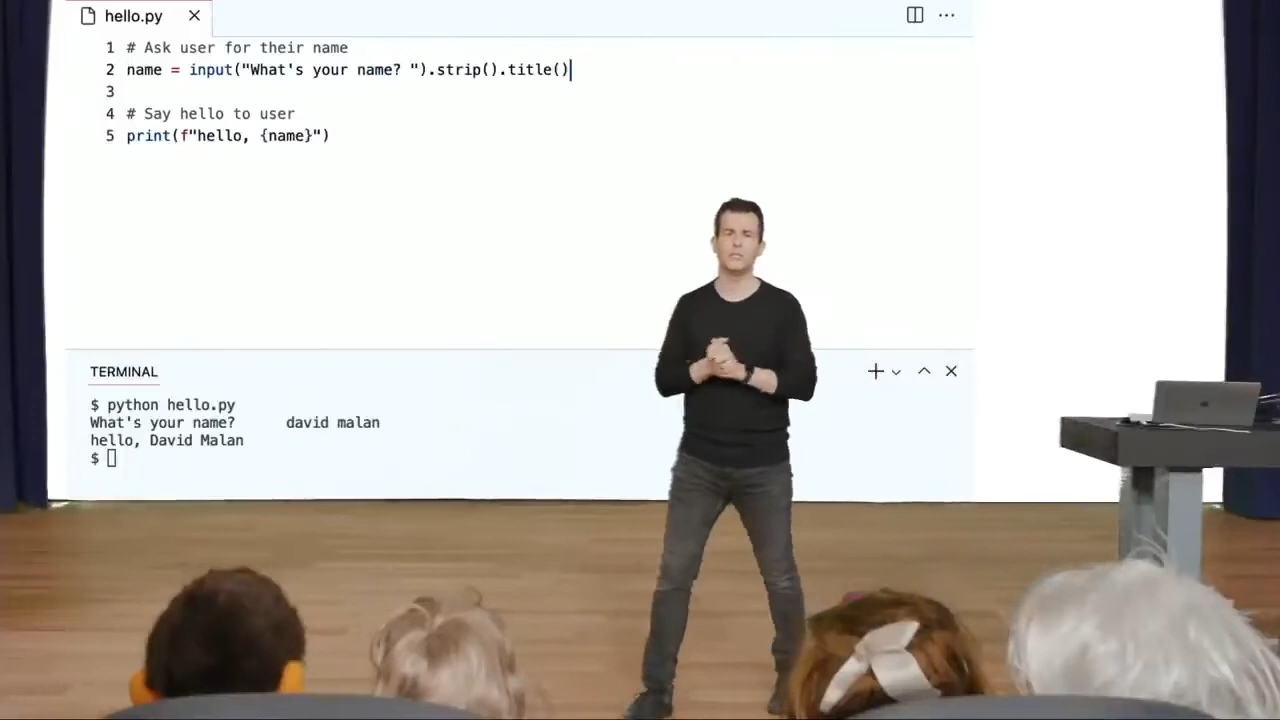 hello.py
1 # Ask user for their name
2 name = input("What's your name? ").strip().title()
3
4 # Say hello to user
5 print(f"hello, {name}")
TERMINAL
$ python hello.py
What's your name?      david malan
hello, David Malan
$